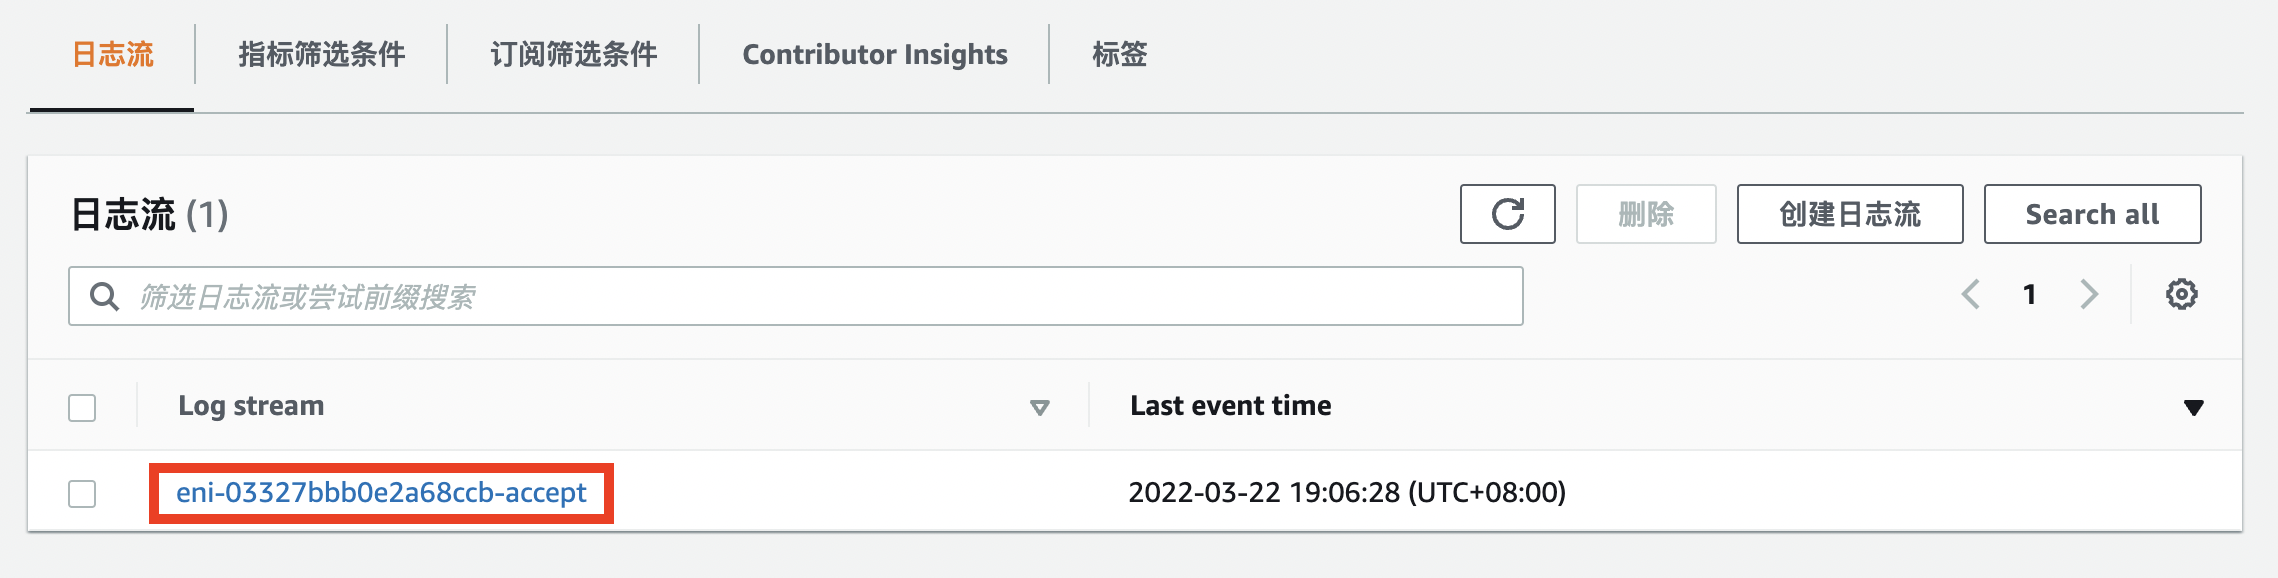 日志流 指标筛选条件 订阅筛选条件 Contributor Insights 标签
日志流 (1) 删除 创建日志流 Search all
筛选日志流或尝试前缀搜索 1
Log stream Last event time
eni-03327bbb0e2a68ccb-accept 2022-03-22 19:06:28 (UTC+08:00)